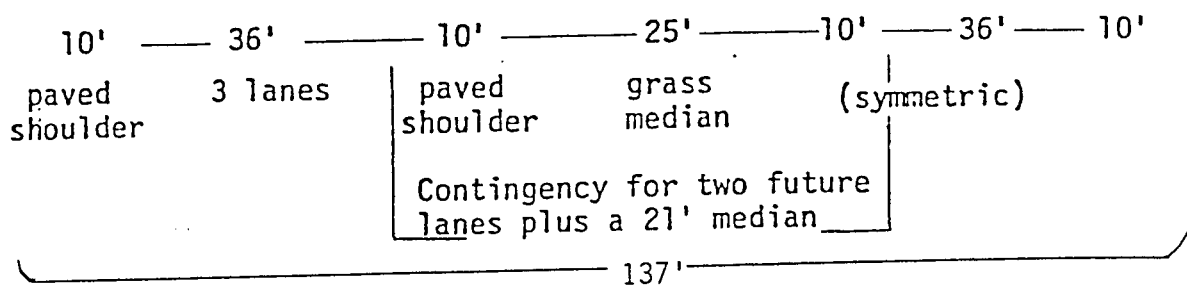 10' — 36' — 10' — 25' — 10' — 36' — 10'
paved 3 lanes paved grass (symmetric)
shoulder shoulder median
Contingency for two future
lanes plus a 21' median
137'